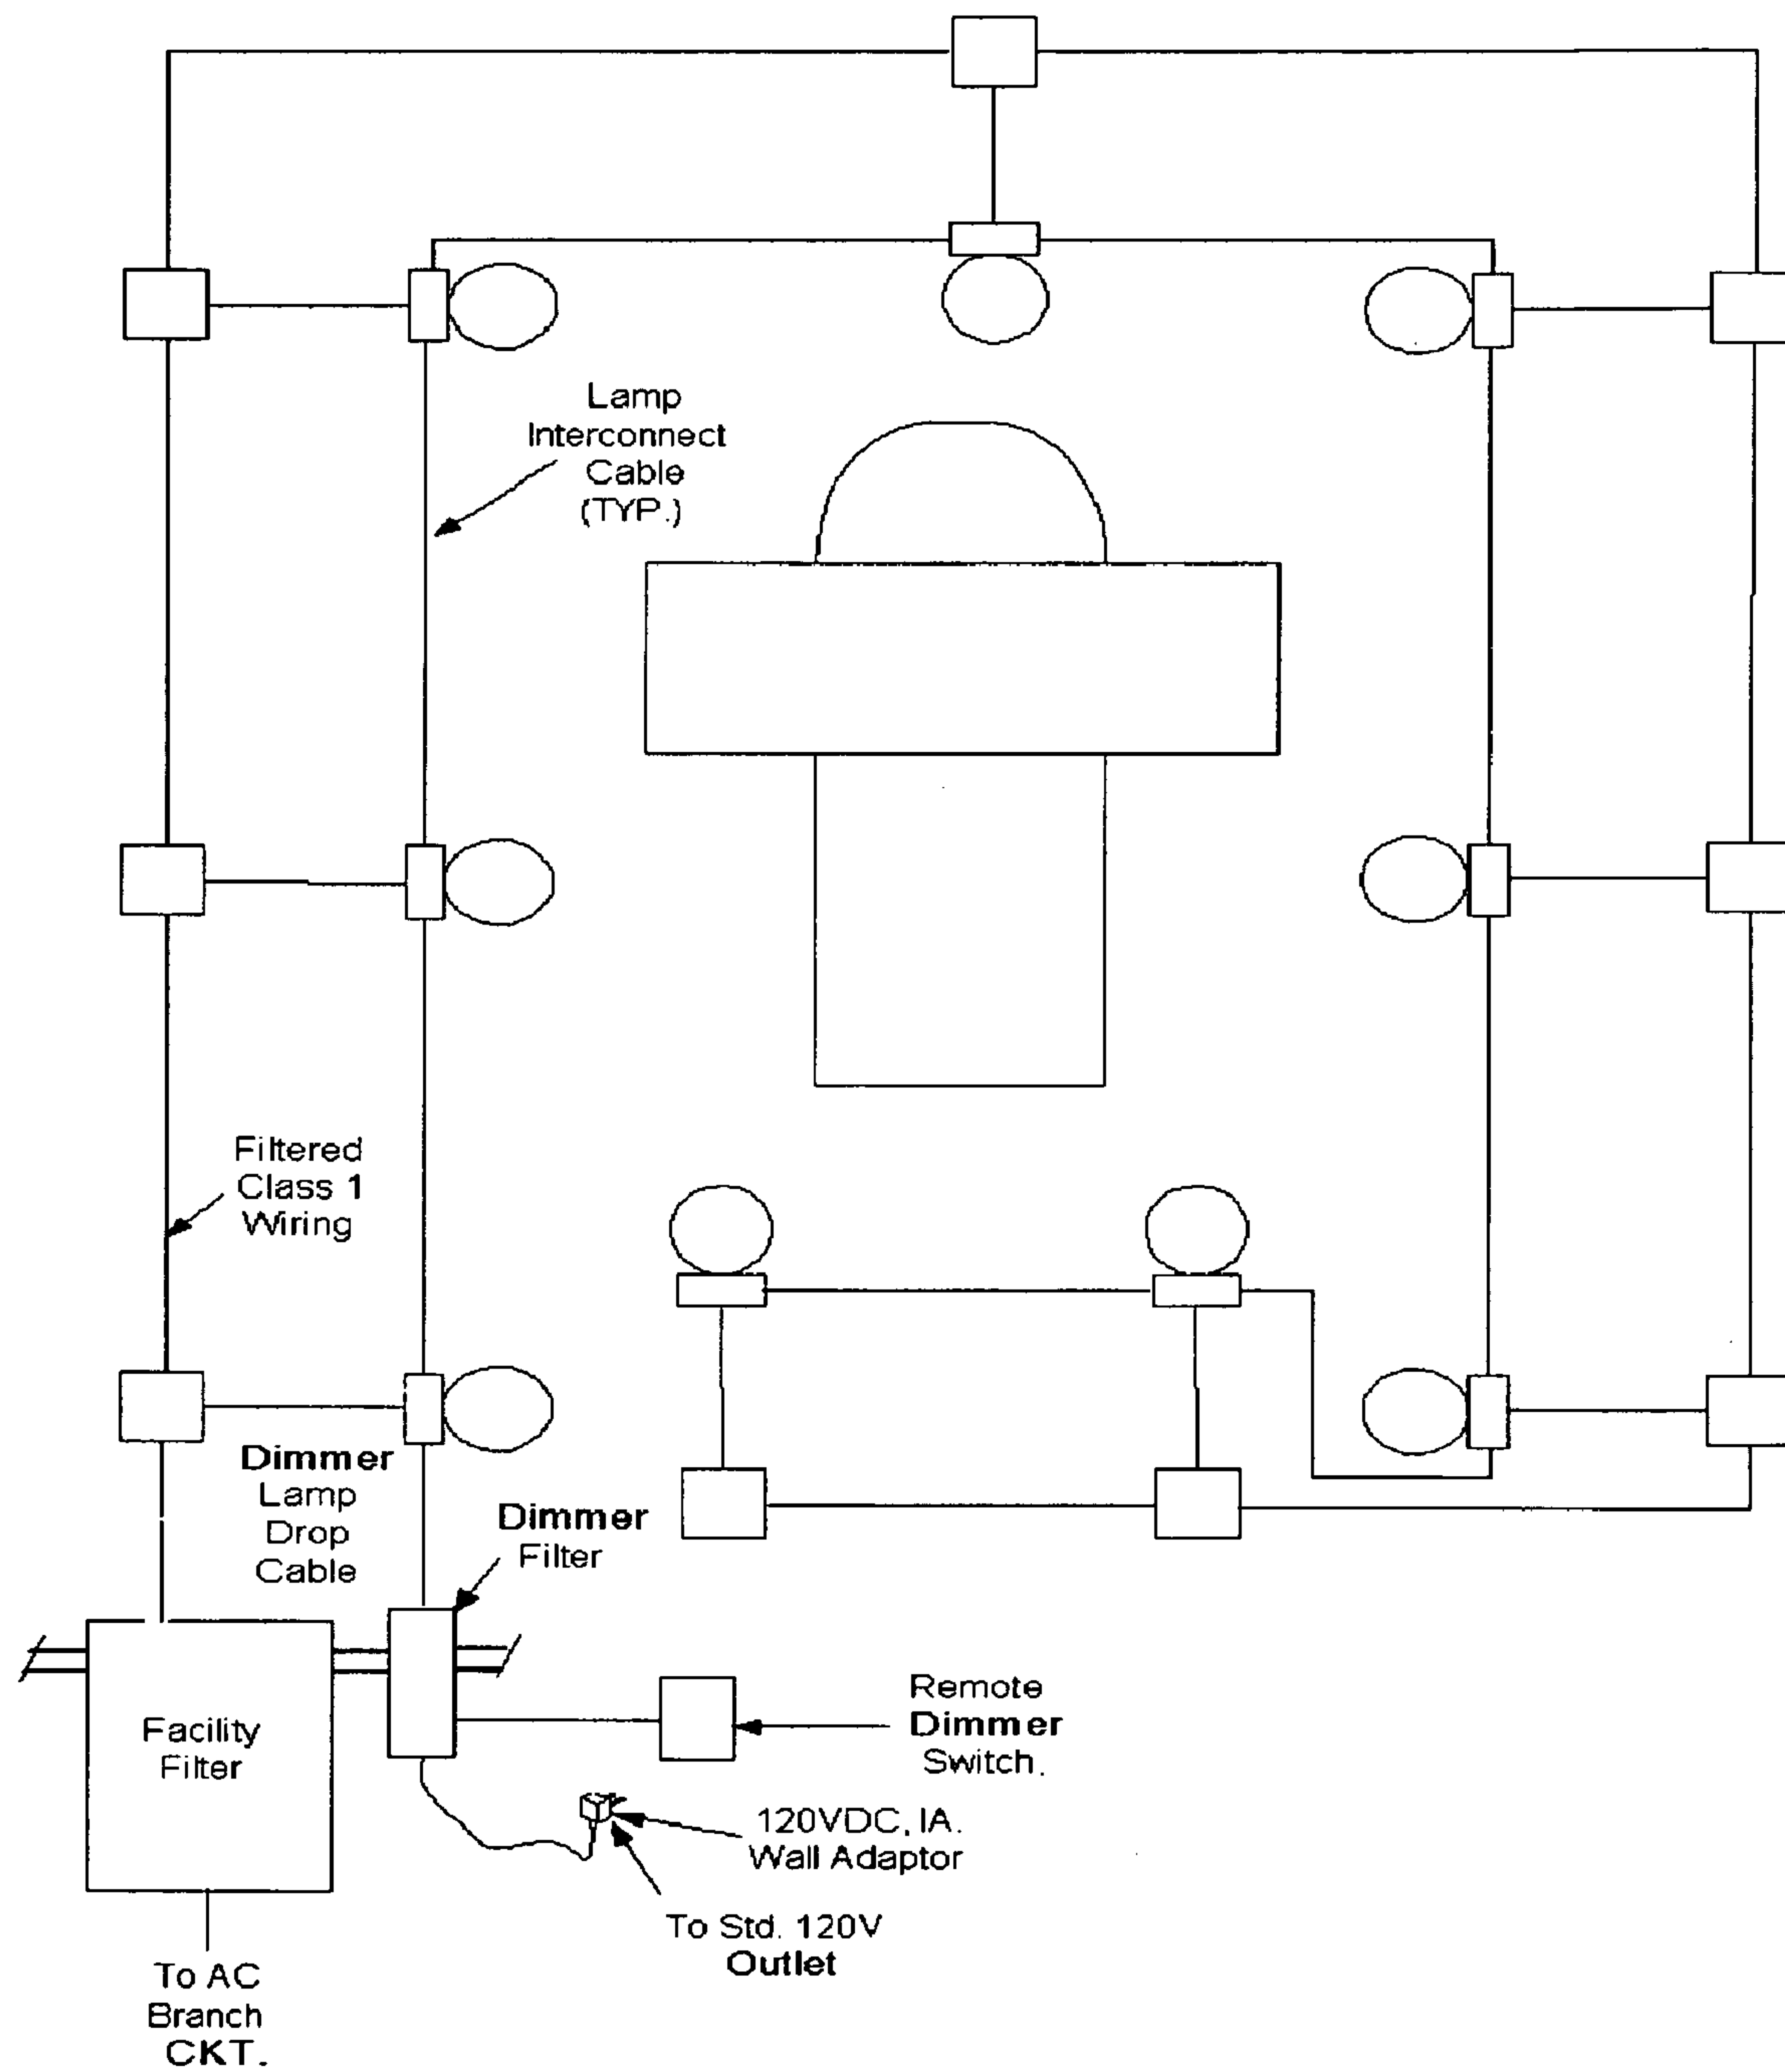 Lamp
Interconnect
Cable
(TYP.)
Filtered
Class 1
Wiring
Dimmer
Lamp
Drop
Cable
Dimmer
Filter
Facility
Filter
Remote
Dimmer
Switch.
120VDC, IA.
Wall Adaptor
To Std. 120V
Outlet
To AC
Branch
CKT.